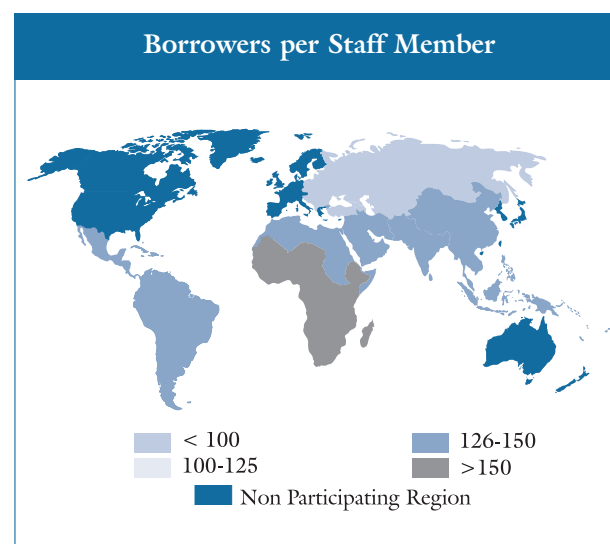 Borrowers per Staff Member
< 100
126-150
100-125
>150
Non Participating Region